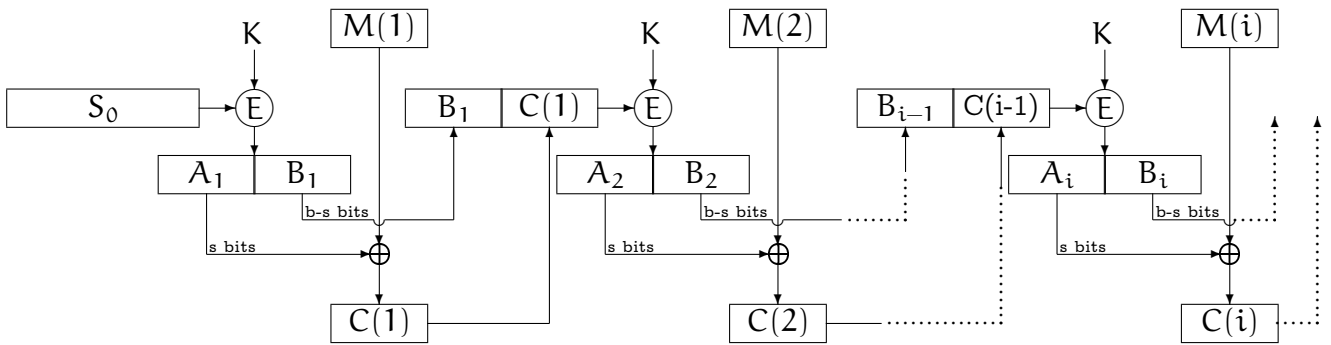 K M(1) K M(2) K M(i)
S₀ E B₁ C(1) E Bᵢ₋₁ C(i-1) E
A₁ B₁ A₂ B₂ Aᵢ Bᵢ
b-s bits b-s bits b-s bits
s bits s bits s bits
C(1) C(2) C(i)